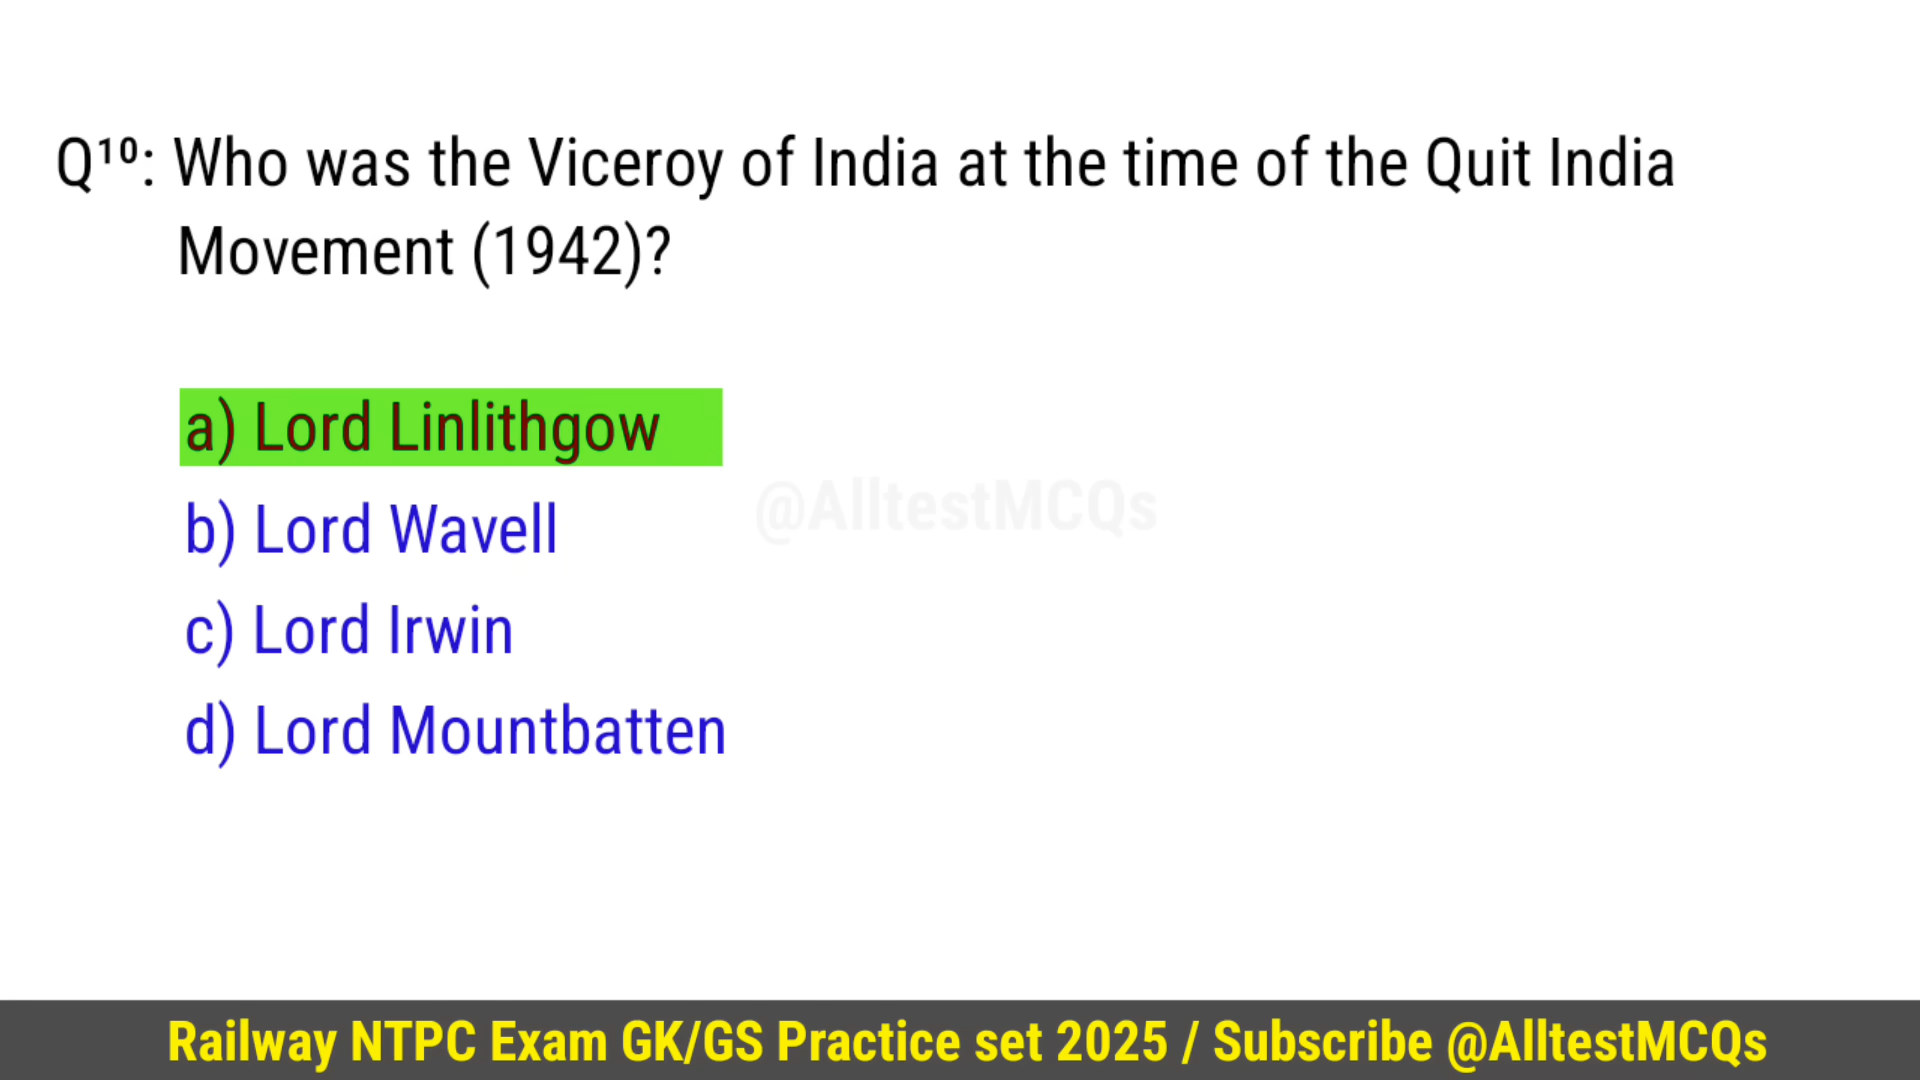 Q¹⁰: Who was the Viceroy of India at the time of the Quit India
Movement (1942)?
a) Lord Linlithgow
@AlltestMCQs
b) Lord Wavell
c) Lord Irwin
d) Lord Mountbatten
Railway NTPC Exam GK/GS Practice set 2025 / Subscribe @AlltestMCQs